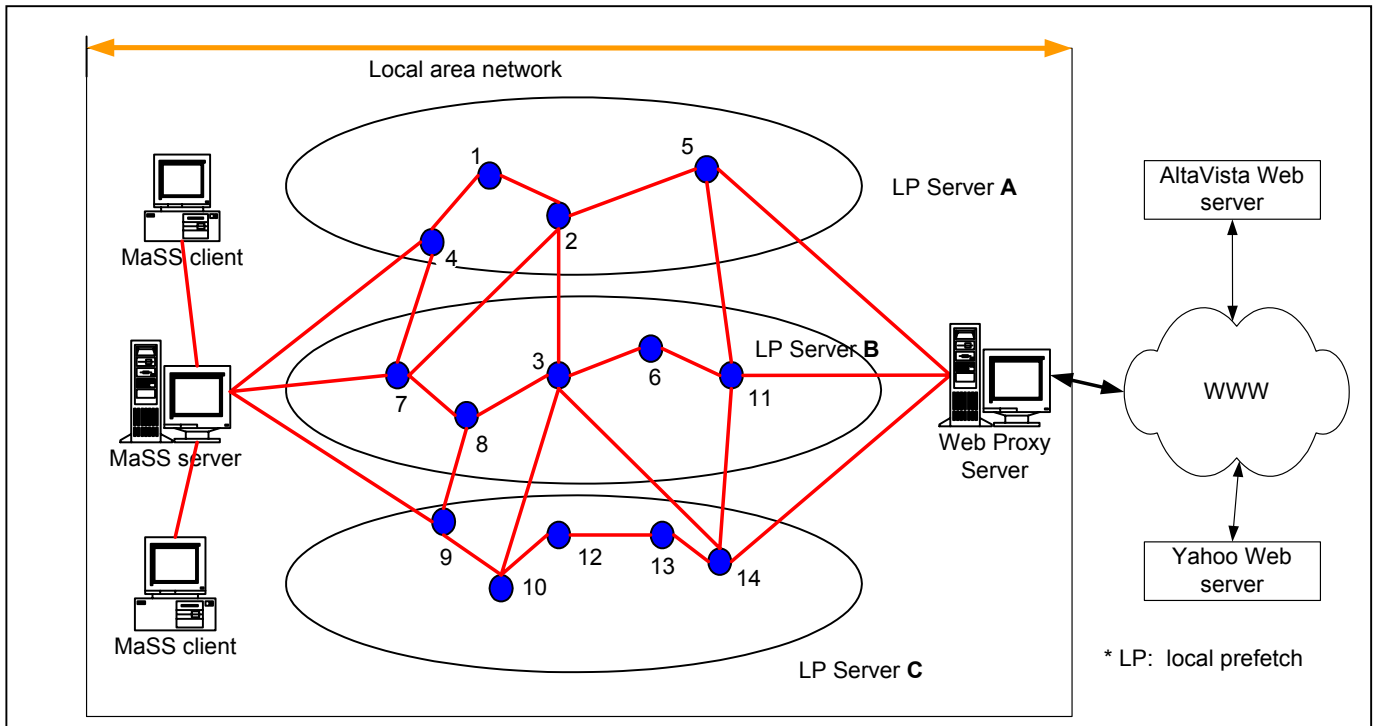 Local area network
1
5
LP Server A
AltaVista Web
server
2
4
MaSS client
LP Server B
3
6
7
11
WWW
8
MaSS server
Web Proxy
Server
9
12
13
14
10
Yahoo Web
server
MaSS client
LP Server C
* LP: local prefetch